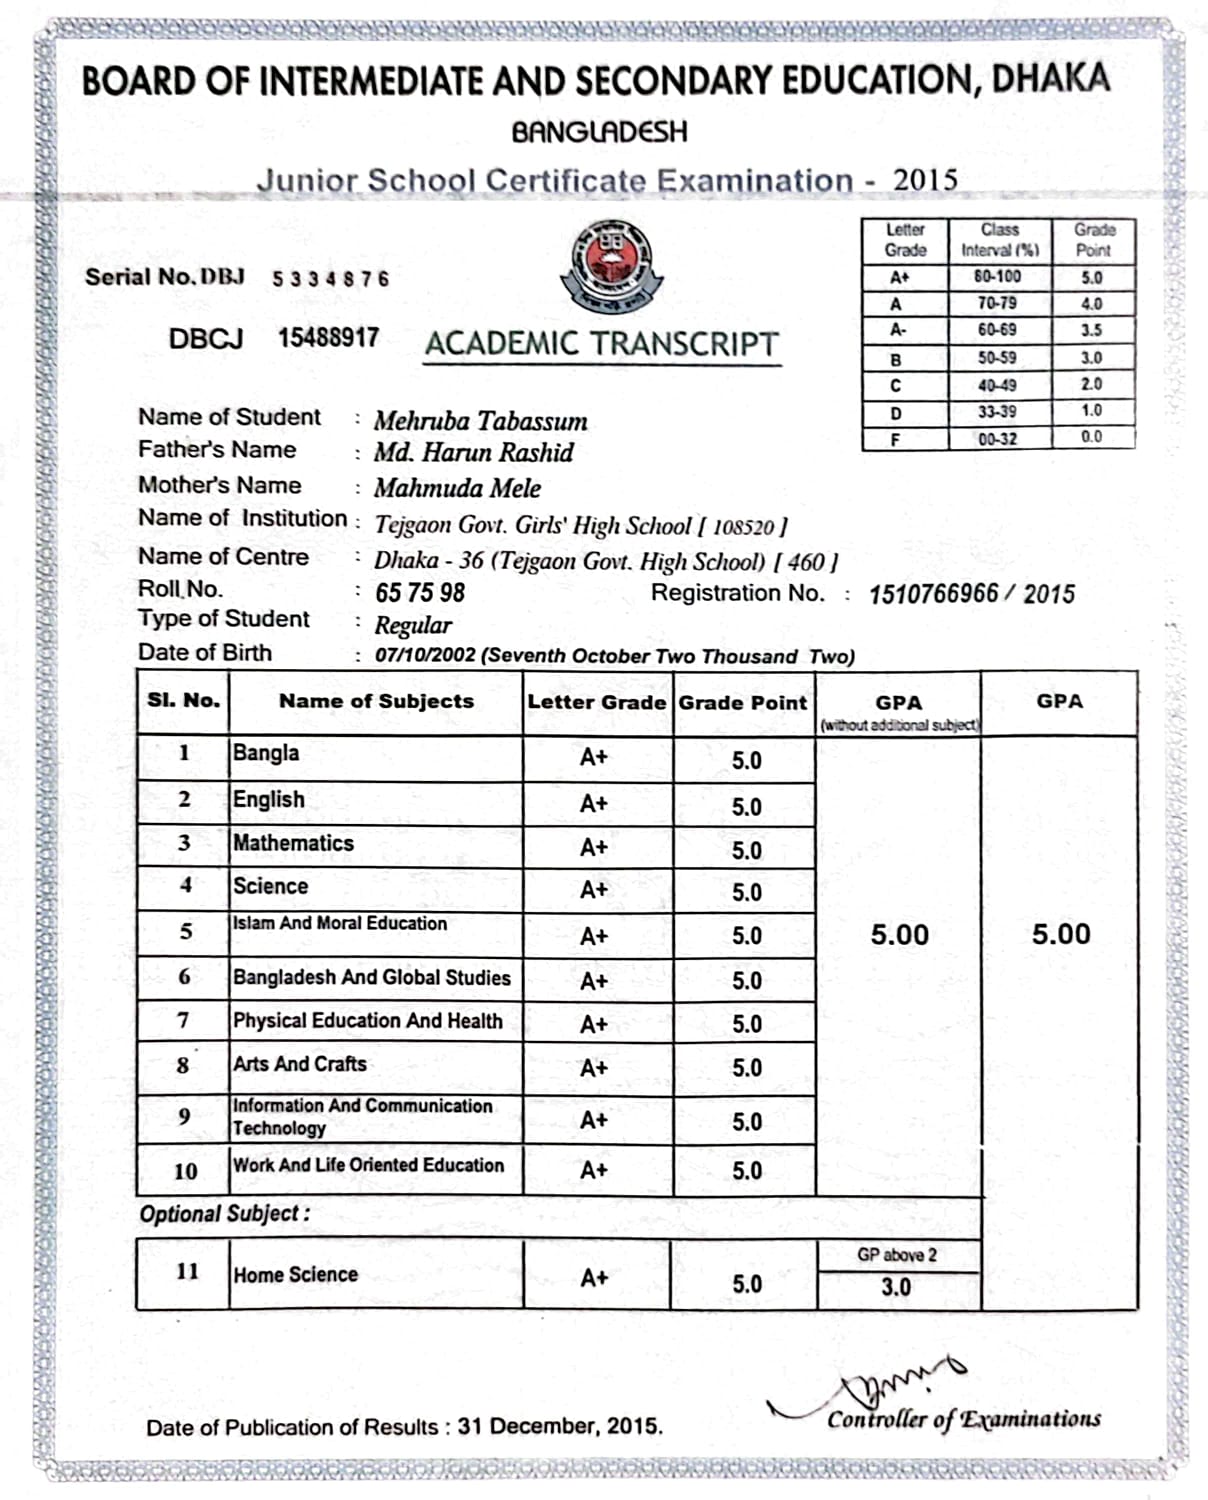 BOARD OF INTERMEDIATE AND SECONDARY EDUCATION, DHAKA
BANGLADESH
Junior School Certificate Examination - 2015
Serial No. DBJ 5334876
DBCJ 15488917
ACADEMIC TRANSCRIPT
Letter Grade Class Interval (%) Grade Point
A+ 80-100 5.0
A 70-79 4.0
A- 60-69 3.5
B 50-59 3.0
C 40-49 2.0
D 33-39 1.0
F 00-32 0.0
Name of Student : Mehruba Tabassum
Father's Name : Md. Harun Rashid
Mother's Name : Mahmuda Mele
Name of Institution : Tejgaon Govt. Girls' High School [ 108520 ]
Name of Centre : Dhaka - 36 (Tejgaon Govt. High School) [ 460 ]
Roll No. : 65 75 98 Registration No. : 1510766966 / 2015
Type of Student : Regular
Date of Birth : 07/10/2002 (Seventh October Two Thousand Two)
Sl. No. Name of Subjects Letter Grade Grade Point GPA (without additional subject) GPA
1 Bangla A+ 5.0
2 English A+ 5.0
3 Mathematics A+ 5.0
4 Science A+ 5.0
5 Islam And Moral Education A+ 5.0 5.00 5.00
6 Bangladesh And Global Studies A+ 5.0
7 Physical Education And Health A+ 5.0
8 Arts And Crafts A+ 5.0
9 Information And Communication Technology A+ 5.0
10 Work And Life Oriented Education A+ 5.0
Optional Subject :
11 Home Science A+ 5.0 GP above 2 3.0
Date of Publication of Results : 31 December, 2015.
Controller of Examinations